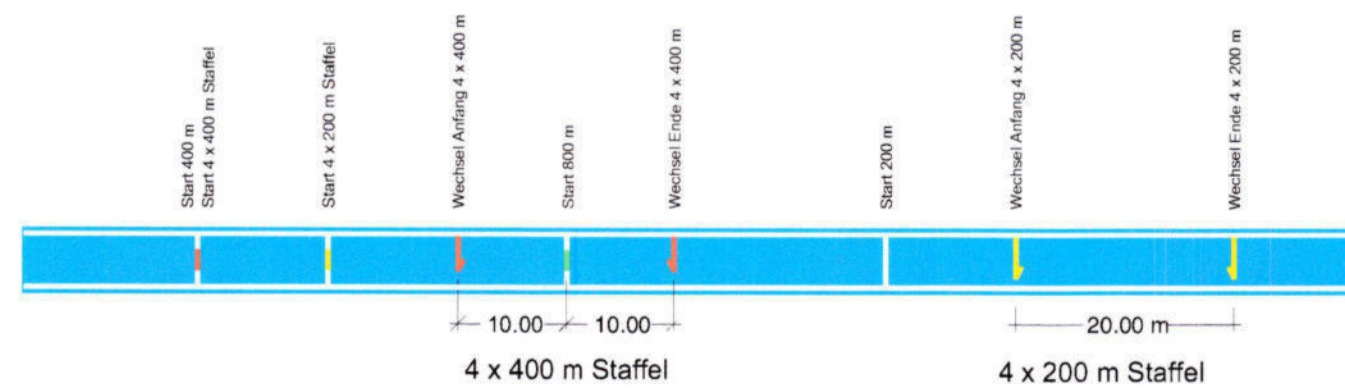 Start 400 m
Start 4 x 400 m Staffel
Start 4 x 200 m Staffel
Wechsel Anfang 4 x 400 m
Start 800 m
Wechsel Ende 4 x 400 m
Start 200 m
Wechsel Anfang 4 x 200 m
Wechsel Ende 4 x 200 m
10.00
10.00
20.00 m
4 x 400 m Staffel
4 x 200 m Staffel